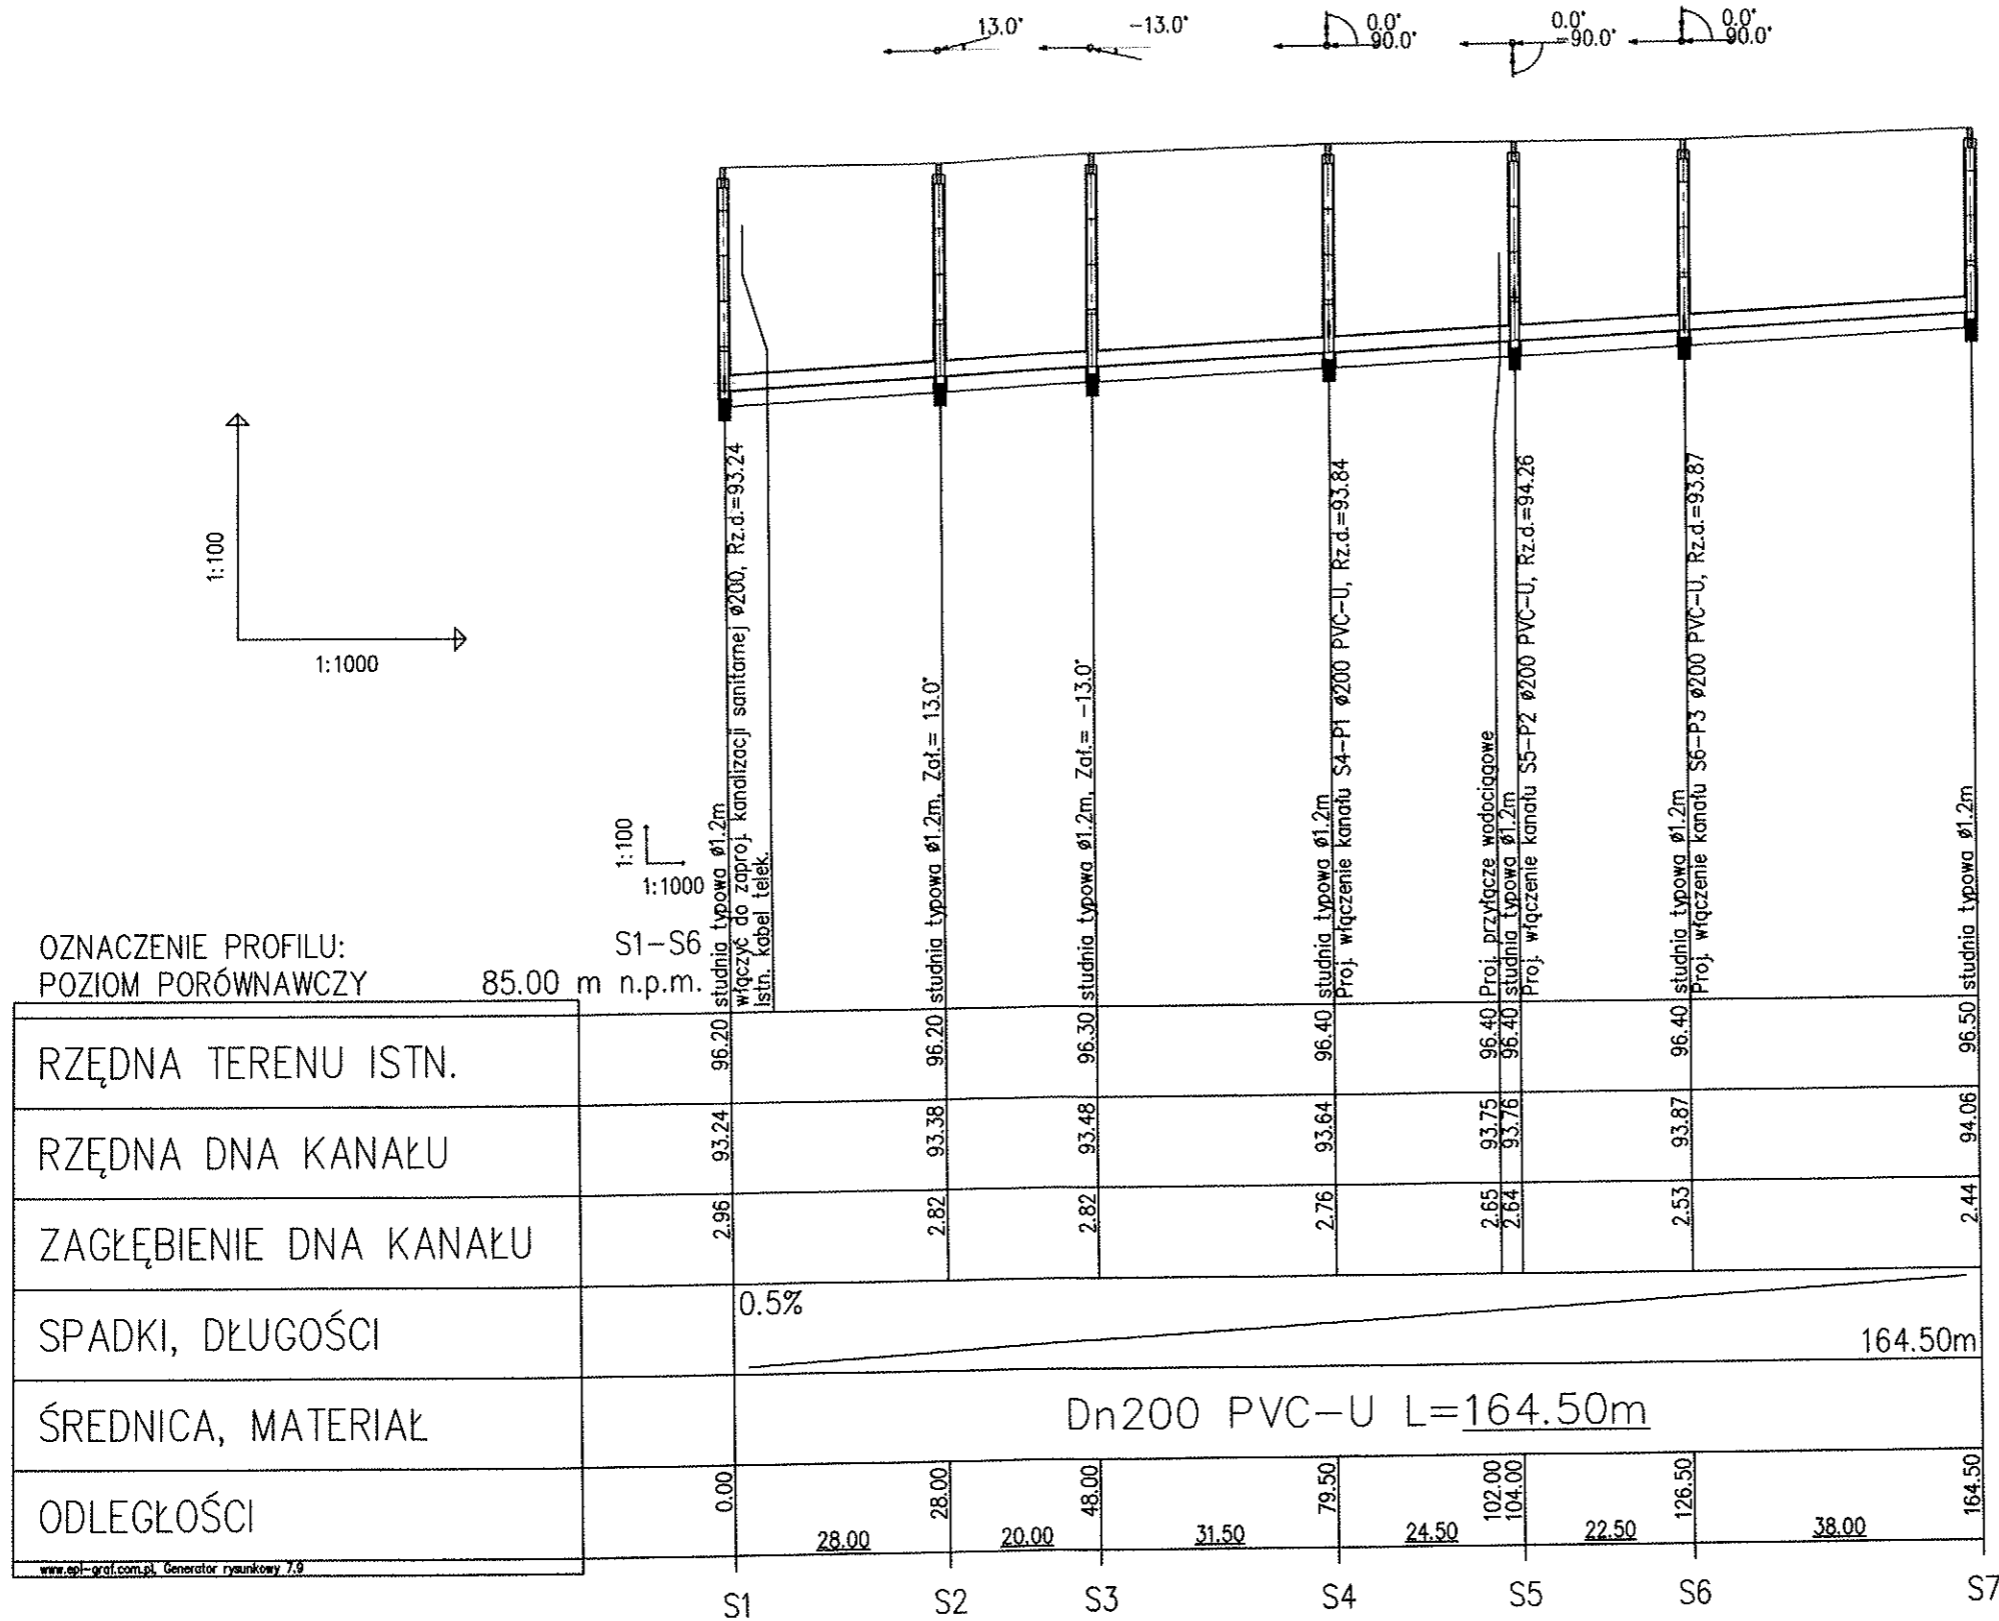 13.0°
-13.0°
0.0°
90.0°
0.0°
-90.0°
0.0°
90.0°
1:100
1:1000
1:100
1:1000
studnia typowa ø1.2m
włączyć do zaproj. kanalizacji sanitarnej ø200, Rz.d.=93.24
Istn. kabel telek.
studnia typowa ø1.2m, Zał.= 13.0°
studnia typowa ø1.2m, Zał.= -13.0°
studnia typowa ø1.2m
Proj. włączenie kanału S4-P1 ø200 PVC-U, Rz.d.=93.84
Proj. przyłącze wodociągowe
studnia typowa ø1.2m
Proj. włączenie kanału S5-P2 ø200 PVC-U, Rz.d.=94.26
studnia typowa ø1.2m
Proj. włączenie kanału S6-P3 ø200 PVC-U, Rz.d.=93.87
studnia typowa ø1.2m
OZNACZENIE PROFILU: S1-S6
POZIOM PORÓWNAWCZY 85.00 m n.p.m.
RZĘDNA TERENU ISTN. 96.20 96.20 96.30 96.40 96.40 96.40 96.40 96.50
RZĘDNA DNA KANAŁU 93.24 93.38 93.48 93.64 93.75 93.76 93.87 94.06
ZAGŁĘBIENIE DNA KANAŁU 2.96 2.82 2.82 2.76 2.65 2.64 2.53 2.44
SPADKI, DŁUGOŚCI 0.5% 164.50m
ŚREDNICA, MATERIAŁ Dn200 PVC-U L=164.50m
ODLEGŁOŚCI 0.00 28.00 48.00 79.50 102.00 104.00 126.50 164.50
28.00 20.00 31.50 24.50 22.50 38.00
www.epi-graf.com.pl, Generator rysunkowy 7.9
S1 S2 S3 S4 S5 S6 S7